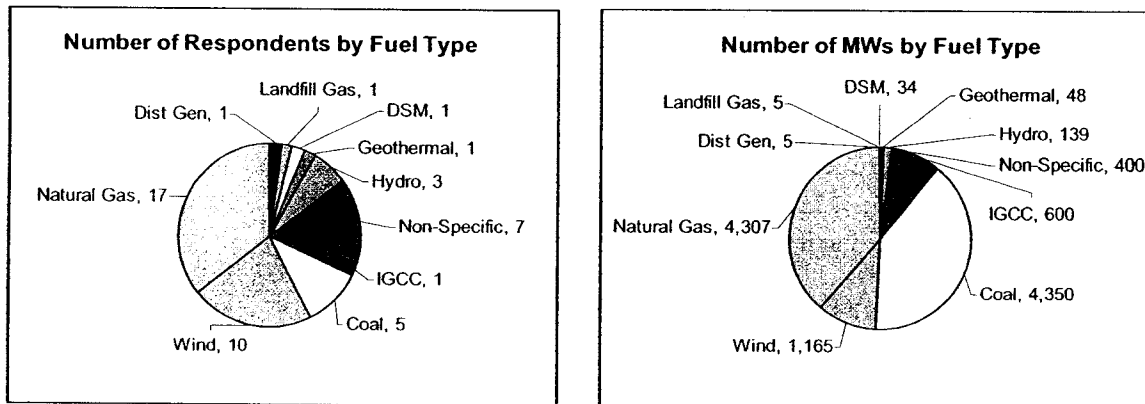 Number of Respondents by Fuel Type
Landfill Gas, 1
Dist Gen, 1
DSM, 1
Geothermal, 1
Hydro, 3
Natural Gas, 17
Non-Specific, 7
IGCC, 1
Coal, 5
Wind, 10
Number of MWs by Fuel Type
DSM, 34
Geothermal, 48
Landfill Gas, 5
Hydro, 139
Dist Gen, 5
Non-Specific, 400
IGCC, 600
Natural Gas, 4,307
Coal, 4,350
Wind, 1,165